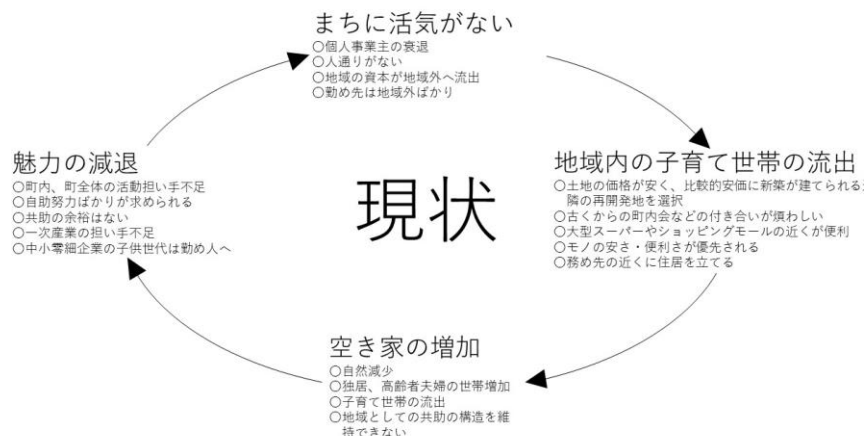 まちに活気がない
○個人事業主の衰退
○人通りがない
○地域の資本が地域外へ流出
○勤め先は地域外ばかり
魅力の減退
○町内、町全体の活動担い手不足
○自助努力ばかりが求められる
○共助の余裕はない
○一次産業の担い手不足
○中小零細企業の子供世代は勤め人へ
現状
地域内の子育て世帯の流出
○土地の価格が安く、比較的安価に新築が建てられる
隣の再開発地を選択
○古くからの町内会などの付き合いが煩わしい
○大型スーパーやショッピングモールの近くが便利
○モノの安さ・便利さが優先される
○務め先の近くに住居を立てる
空き家の増加
○自然減少
○独居、高齢者夫婦の世帯増加
○子育て世帯の流出
○地域としての共助の構造を維
持できない